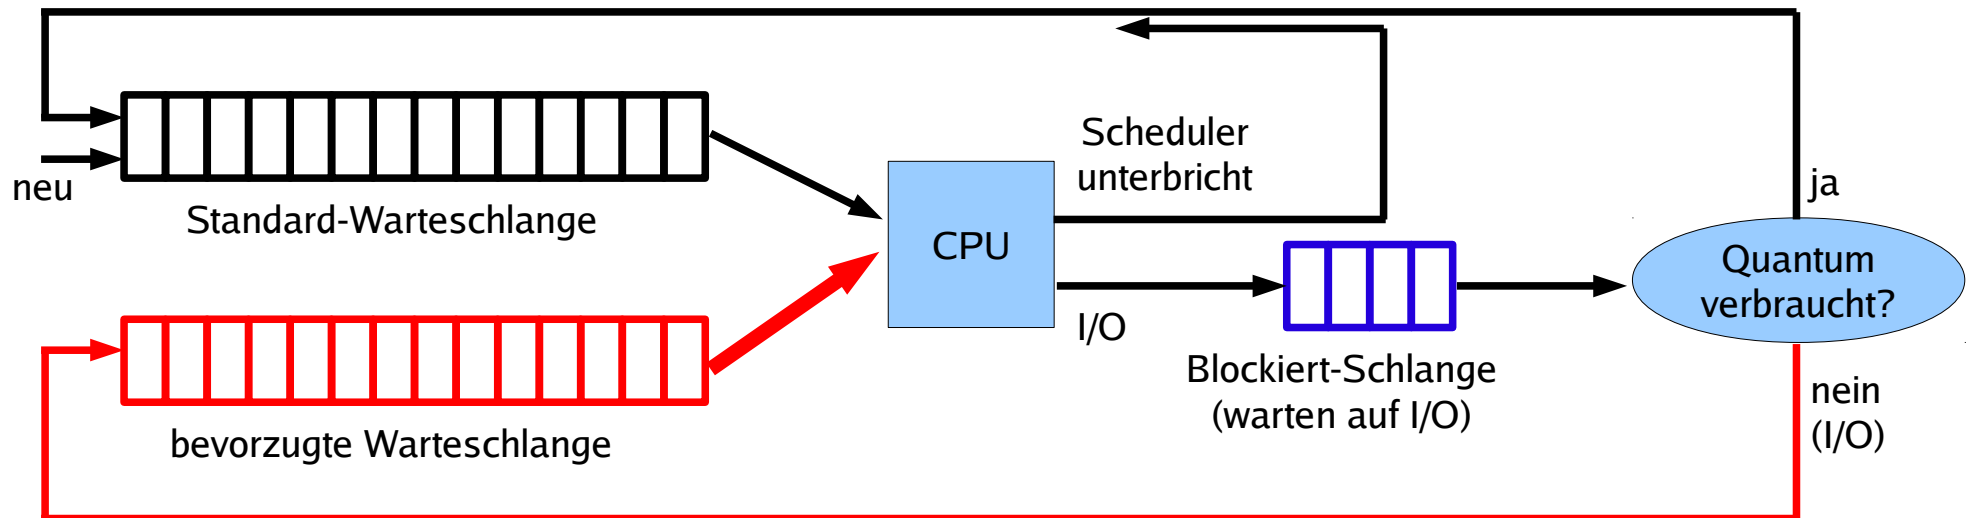 neu
Standard-Warteschlange
bevorzugte Warteschlange
CPU
Scheduler
unterbricht
I/O
Blockiert-Schlange
(warten auf I/O)
ja
Quantum
verbraucht?
nein
(I/O)